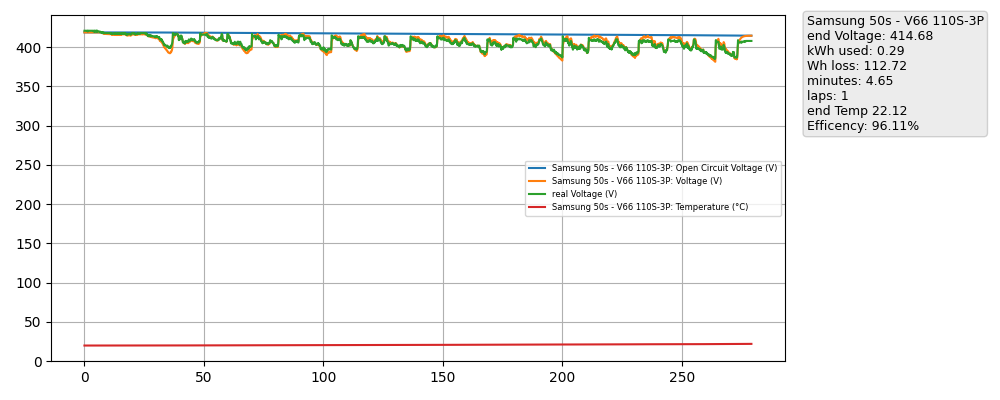 Samsung 50s - V66 110S-3P
end Voltage: 414.68
kWh used: 0.29
Wh loss: 112.72
minutes: 4.65
laps: 1
end Temp 22.12
Efficency: 96.11%
400
350
300
250
200
150
100
50
0
Samsung 50s - V66 110S-3P: Open Circuit Voltage (V)
Samsung 50s - V66 110S-3P: Voltage (V)
real Voltage (V)
Samsung 50s - V66 110S-3P: Temperature (°C)
0 50 100 150 200 250